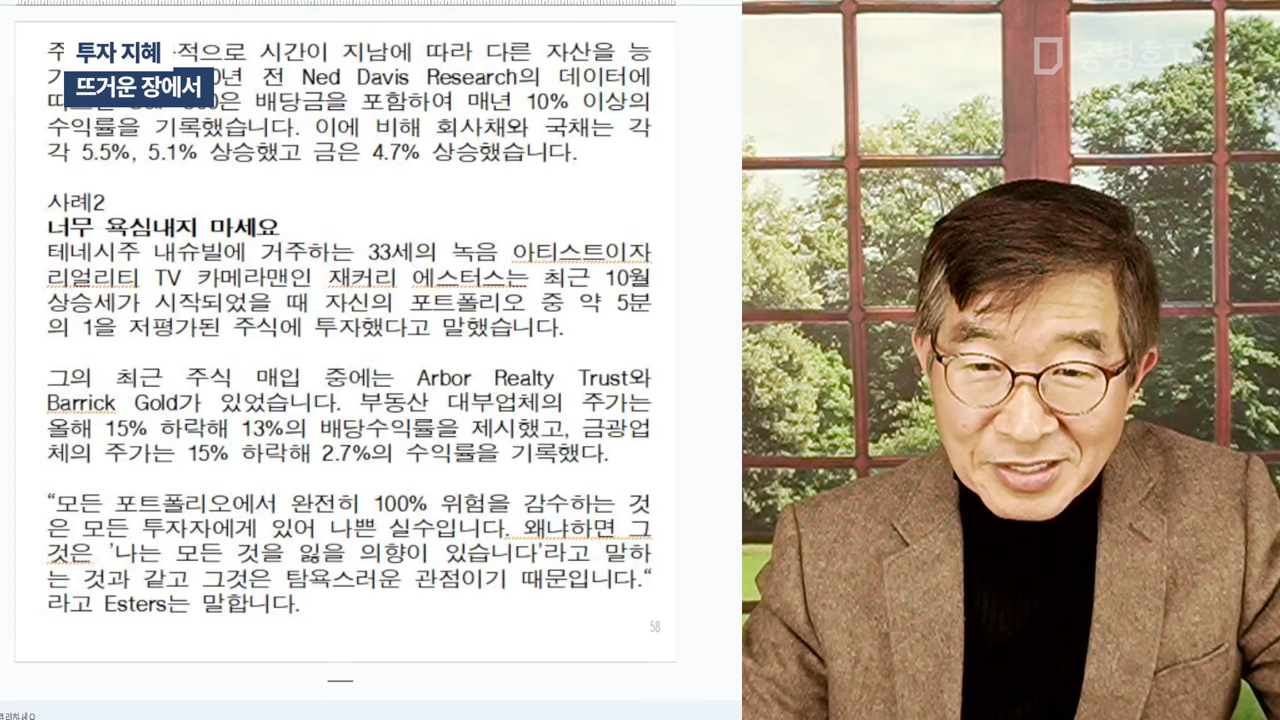 투자 지혜
뜨거운 장에서
공병호TV
적으로 시간이 지남에 따라 다른 자산을 능
년 전 Ned Davis Research의 데이터에
은 배당금을 포함하여 매년 10% 이상의
수익률을 기록했습니다. 이에 비해 회사채와 국채는 각
각 5.5%, 5.1% 상승했고 금은 4.7% 상승했습니다.
사례2
너무 욕심내지 마세요
테네시주 내슈빌에 거주하는 33세의 녹음 아티스트이자
리얼리티 TV 카메라맨인 재커리 에스터스는 최근 10월
상승세가 시작되었을 때 자신의 포트폴리오 중 약 5분
의 1을 저평가된 주식에 투자했다고 말했습니다.
그의 최근 주식 매입 중에는 Arbor Realty Trust와
Barrick Gold가 있었습니다. 부동산 대부업체의 주가는
올해 15% 하락해 13%의 배당수익률을 제시했고, 금광업
체의 주가는 15% 하락해 2.7%의 수익률을 기록했다.
“모든 포트폴리오에서 완전히 100% 위험을 감수하는 것
은 모든 투자자에게 있어 나쁜 실수입니다. 왜냐하면 그
것은 '나는 모든 것을 잃을 의향이 있습니다'라고 말하
는 것과 같고 그것은 탐욕스러운 관점이기 때문입니다.“
라고 Esters는 말합니다.
58